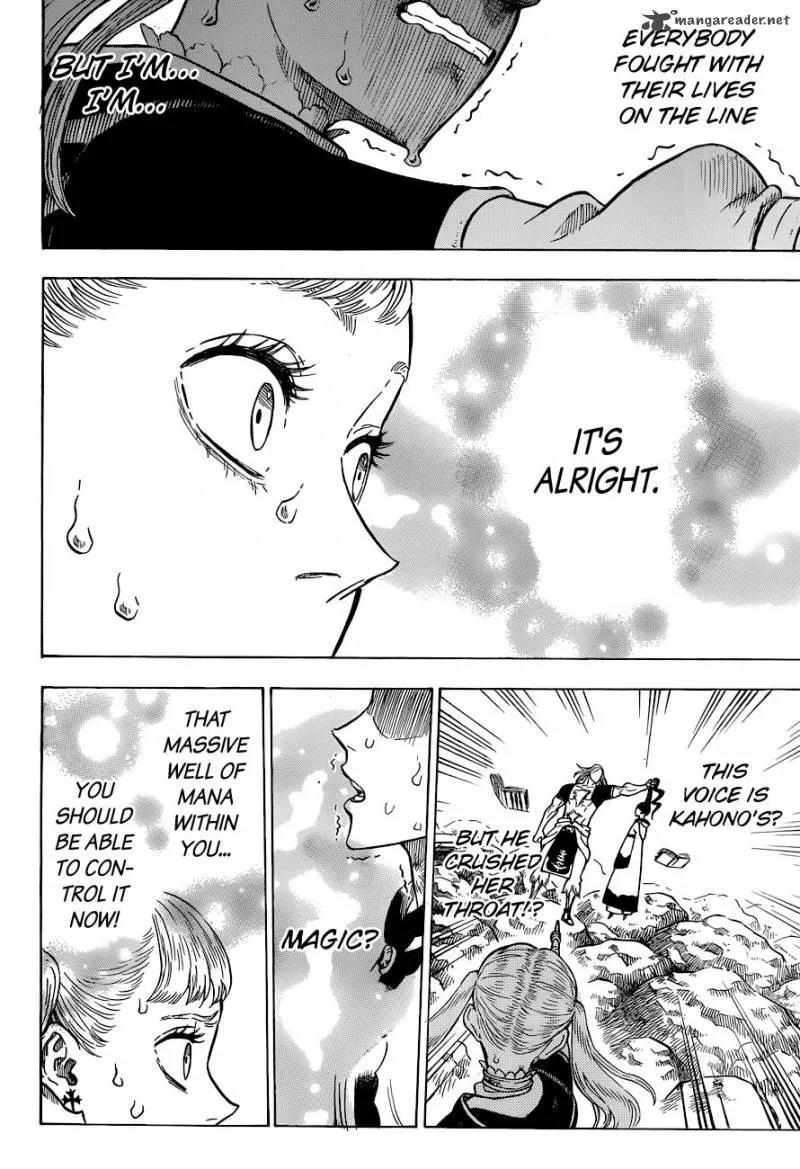 mangareader.net
EVERYBODY
FOUGHT WITH
THEIR LIVES
ON THE LINE
BUT I'M...
I'M...
IT'S
ALRIGHT.
THIS
VOICE IS
KAHONO'S?
BUT HE
CRUSHED
HER
THROAT!?
MAGIC?
THAT
MASSIVE
WELL OF
MANA
WITHIN
YOU...
YOU
SHOULD
BE ABLE
TO CON-
TROL IT
NOW!